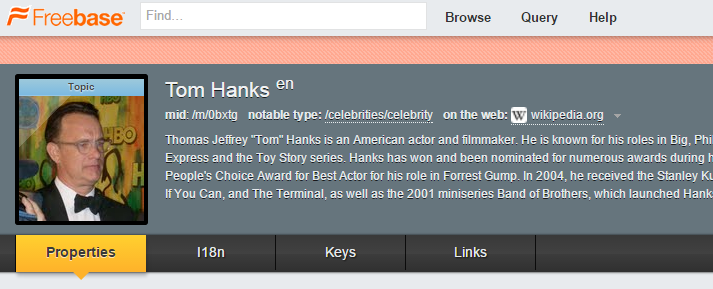 Freebase
Find...
Browse
Query
Help
Topic
HBO
Tom Hanks en
mid: /m/0bxtg notable type: /celebrities/celebrity on the web: W wikipedia.org
Thomas Jeffrey "Tom" Hanks is an American actor and filmmaker. He is known for his roles in Big, Phil
Express and the Toy Story series. Hanks has won and been nominated for numerous awards during h
People's Choice Award for Best Actor for his role in Forrest Gump. In 2004, he received the Stanley Ku
If You Can, and The Terminal, as well as the 2001 miniseries Band of Brothers, which launched Hank
Properties
I18n
Keys
Links